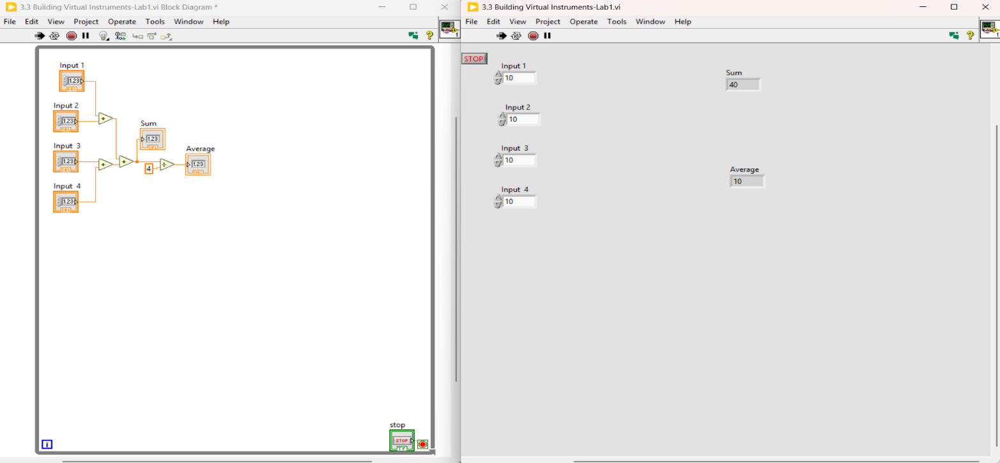 3.3 Building Virtual Instruments-Lab1.vi Block Diagram *
File Edit View Project Operate Tools Window Help
1
Input 1
1.23
DBL
Input 2
1.23
DBL
Input  3
1.23
DBL
Input  4
1.23
DBL
+
+
+
Sum
1.23
DBL
4
÷
Average
1.23
DBL
i
stop
STOP
TF
3.3 Building Virtual Instruments-Lab1.vi
File Edit View Project Operate Tools Window Help
1
STOP
Input 1
10
Input 2
10
Input  3
10
Input  4
10
Sum
40
Average
10